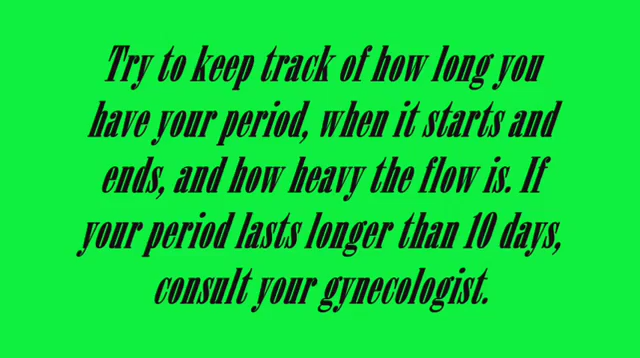 Try to keep track of how long you
have your period, when it starts and
ends, and how heavy the flow is. If
your period lasts longer than 10 days,
consult your gynecologist.